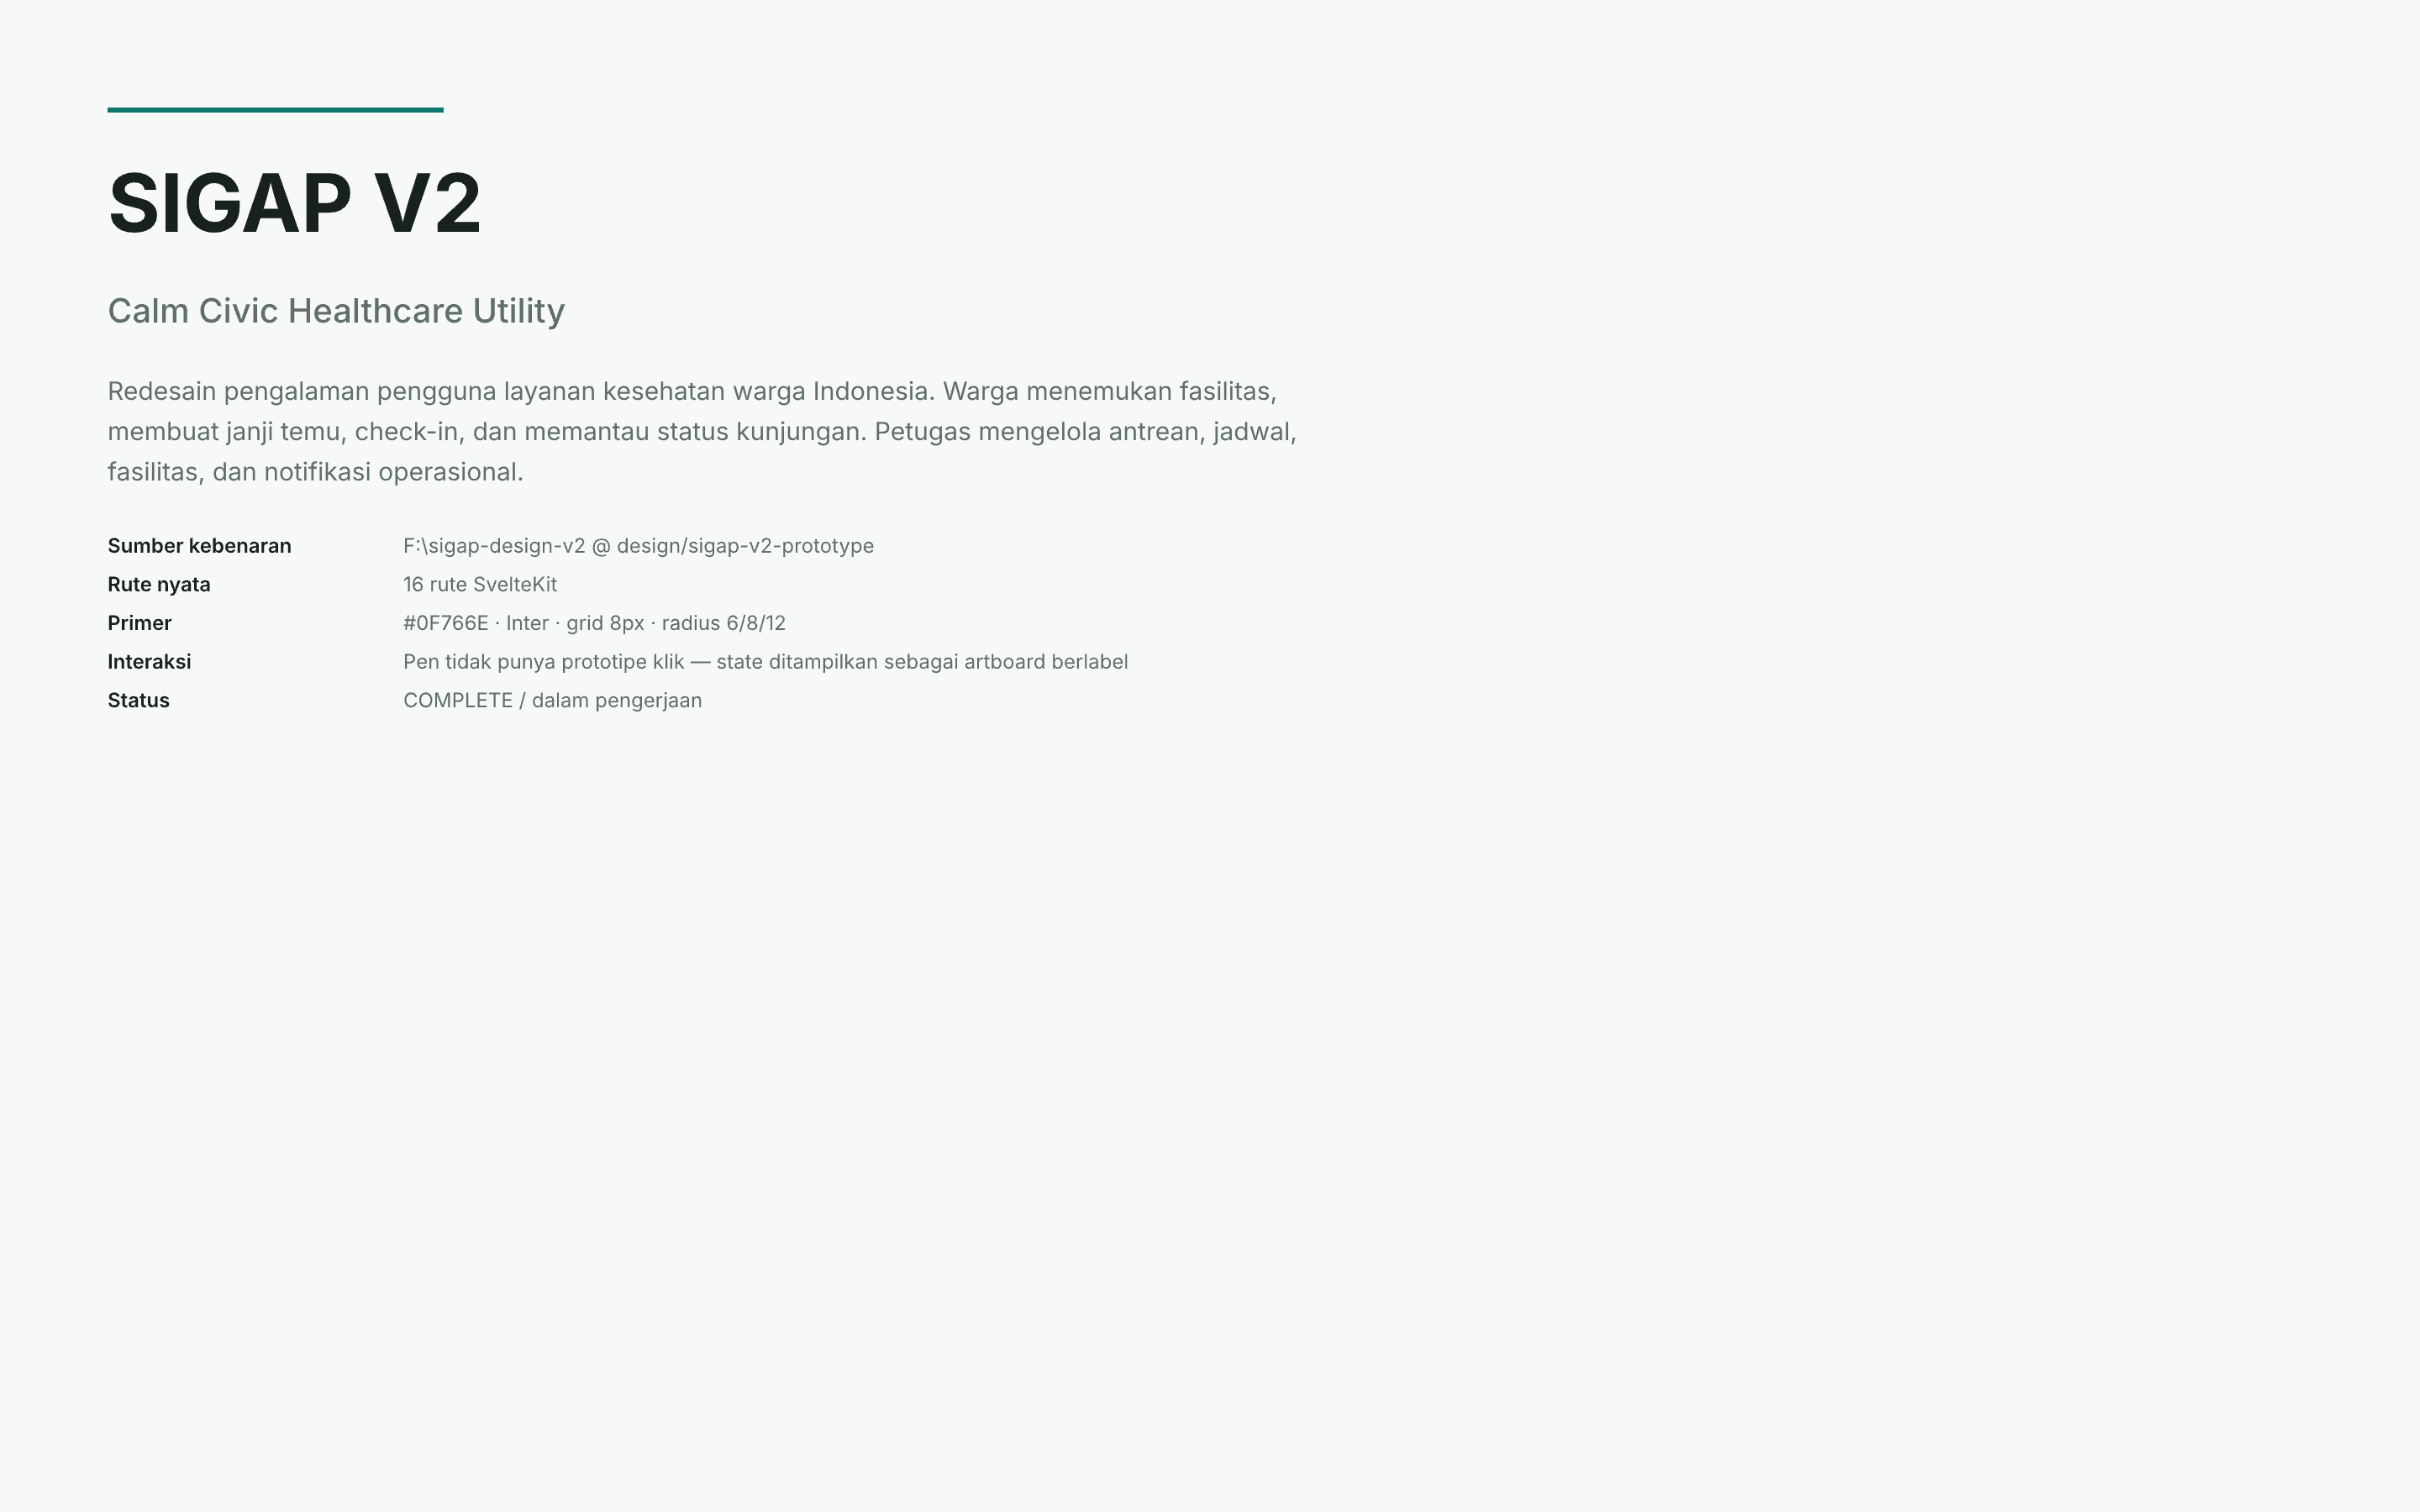 SIGAP V2
Calm Civic Healthcare Utility
Redesain pengalaman pengguna layanan kesehatan warga Indonesia. Warga menemukan fasilitas,
membuat janji temu, check-in, dan memantau status kunjungan. Petugas mengelola antrean, jadwal,
fasilitas, dan notifikasi operasional.
Sumber kebenaran F:\sigap-design-v2 @ design/sigap-v2-prototype
Rute nyata 16 rute SvelteKit
Primer #0F766E · Inter · grid 8px · radius 6/8/12
Interaksi Pen tidak punya prototipe klik — state ditampilkan sebagai artboard berlabel
Status COMPLETE / dalam pengerjaan